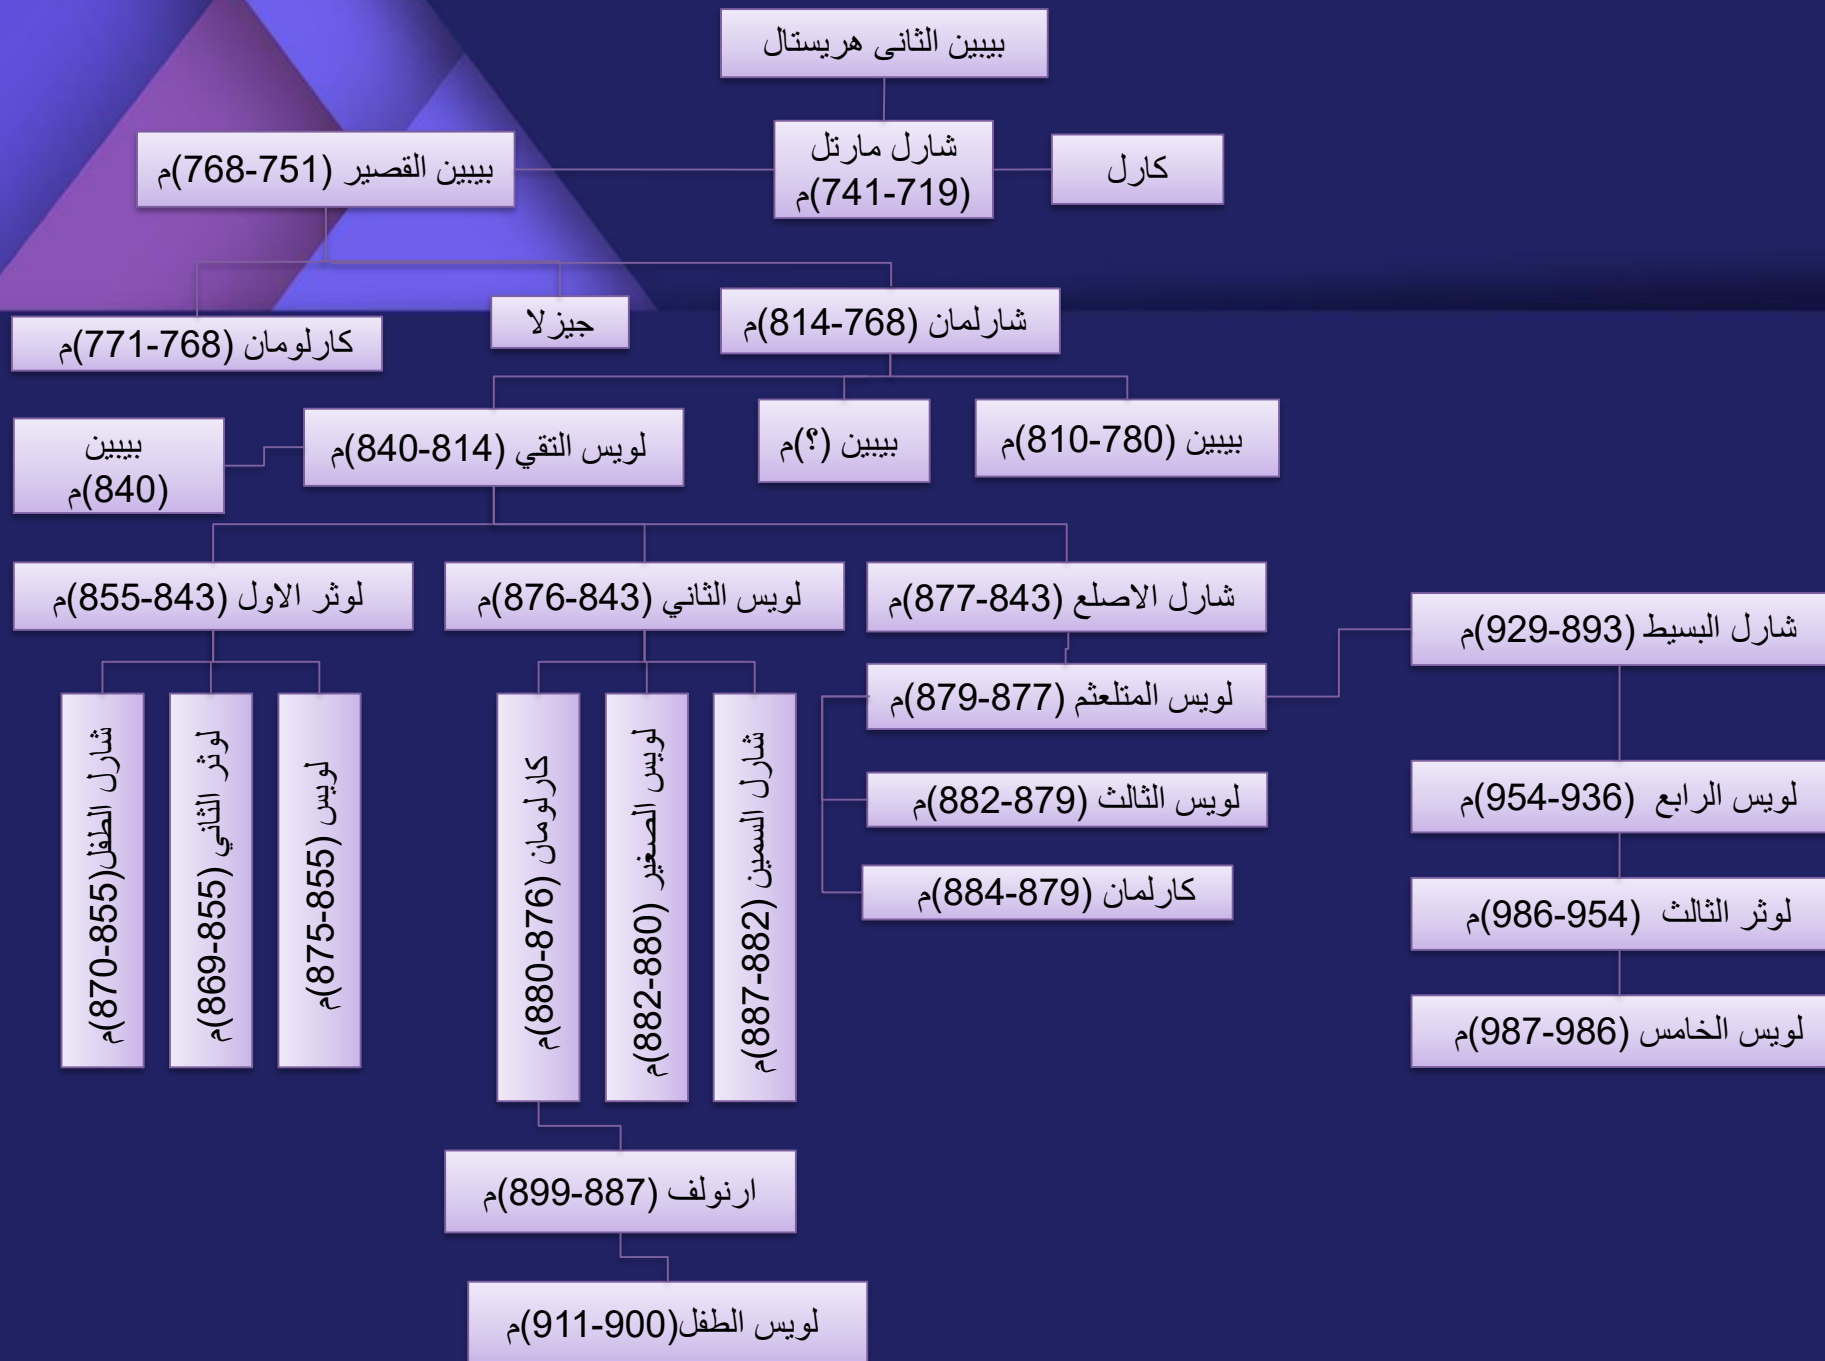 بيبين الثانى هريستال
كارل
شارل مارتل
(719-741)م
بيبين القصير (751-768)م
شارلمان (768-814)م
جيزلا
كارلومان (768-771)م
بيبين (780-810)م
بيبين (؟)م
لويس التقي (814-840)م
بيبين
(840)م
شارل الاصلع (843-877)م
لويس الثاني (843-876)م
لوثر الاول (843-855)م
شارل البسيط (893-929)م
لويس المتلعثم (877-879)م
لويس الرابع (936-954)م
لويس الثالث (879-882)م
لوثر الثالث (954-986)م
كارلمان (879-884)م
لويس الخامس (986-987)م
شارل السمين (882-887)م
لويس الصغير (880-882)م
كارلومان (876-880)م
لويس (855-875)م
لوثر الثاني (855-869)م
شارل الطفل(855-870)م
ارنولف (887-899)م
لويس الطفل(900-911)م